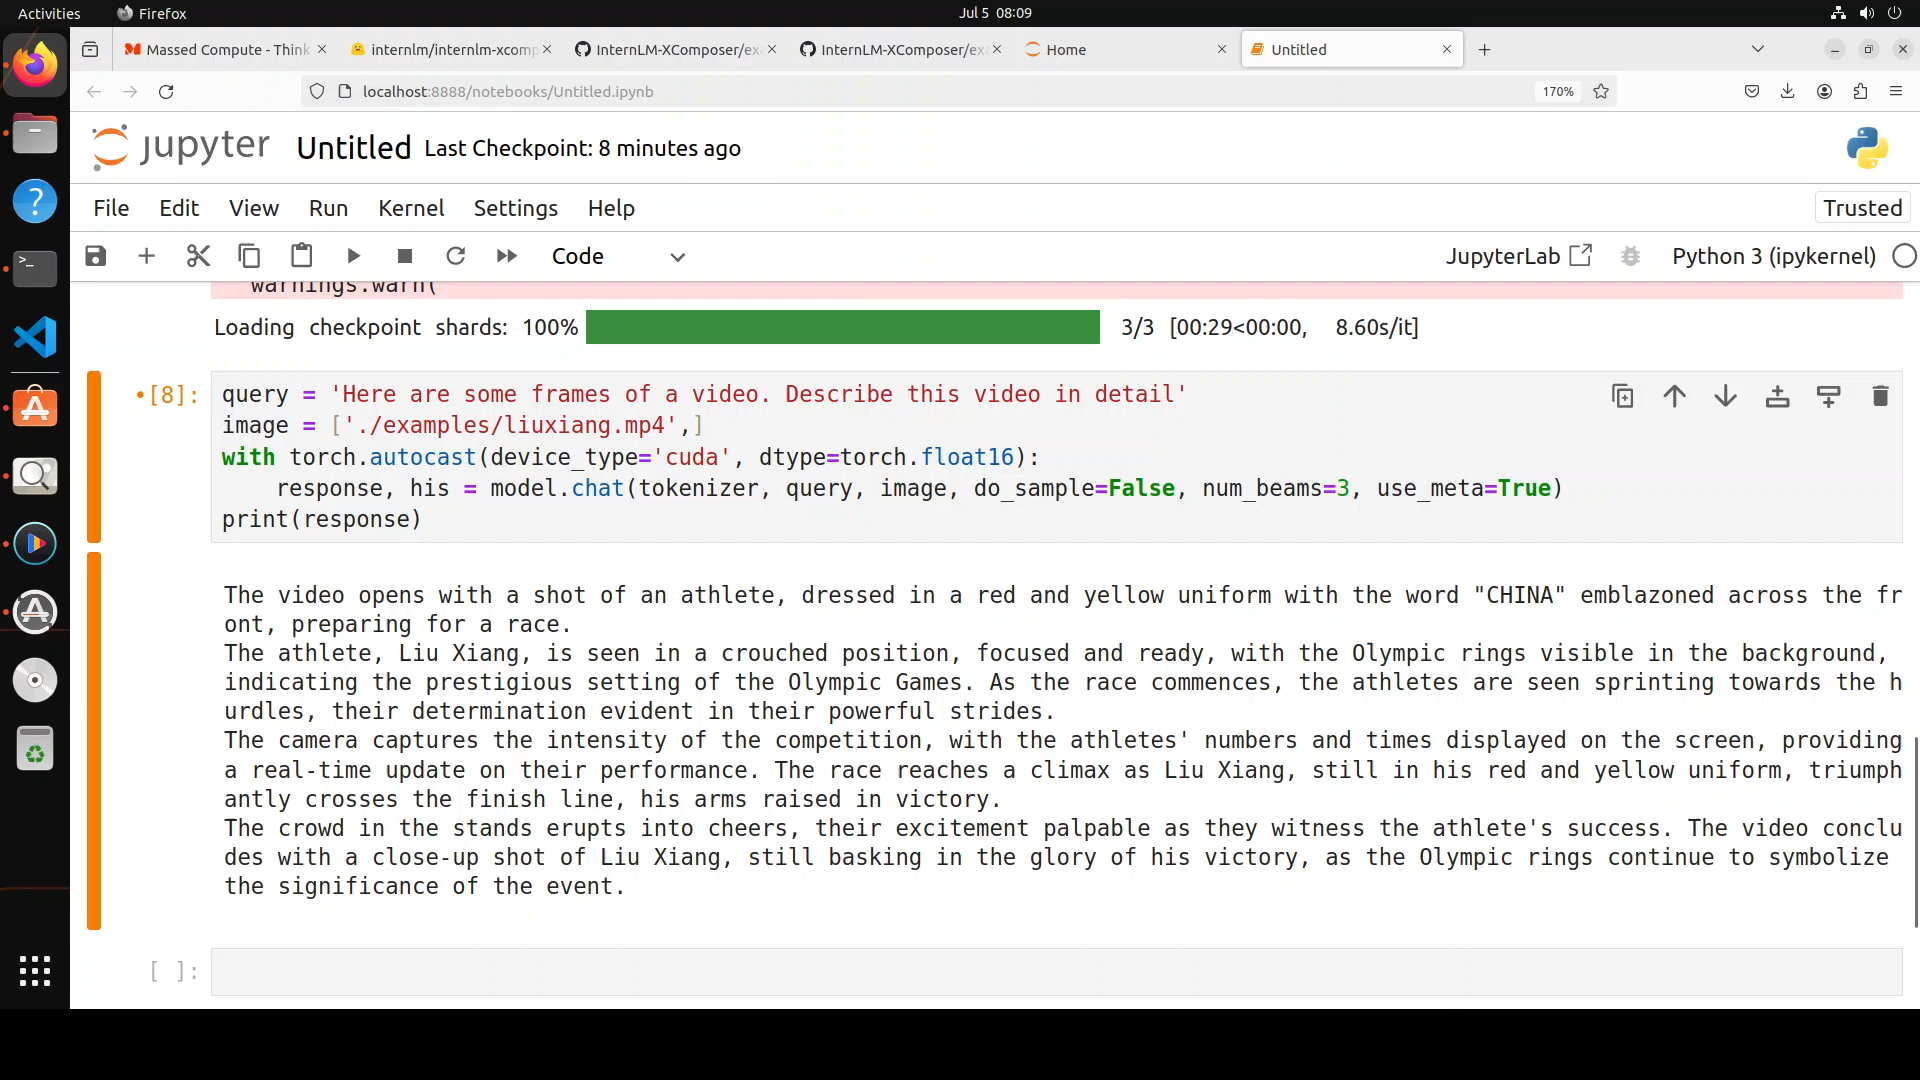 Activities Firefox Jul 5 08:09
Massed Compute - Think internlm/internlm-xcomp InternLM-XComposer/exa InternLM-XComposer/exa Home Untitled
localhost:8888/notebooks/Untitled.ipynb 170%
jupyter Untitled Last Checkpoint: 8 minutes ago
File Edit View Run Kernel Settings Help Trusted
Code JupyterLab Python 3 (ipykernel)
warnings.warn(
Loading checkpoint shards: 100% 3/3 [00:29<00:00, 8.60s/it]
•[8]: query = 'Here are some frames of a video. Describe this video in detail'
image = ['./examples/liuxiang.mp4',]
with torch.autocast(device_type='cuda', dtype=torch.float16):
response, his = model.chat(tokenizer, query, image, do_sample=False, num_beams=3, use_meta=True)
print(response)
The video opens with a shot of an athlete, dressed in a red and yellow uniform with the word "CHINA" emblazoned across the fr
ont, preparing for a race.
The athlete, Liu Xiang, is seen in a crouched position, focused and ready, with the Olympic rings visible in the background,
indicating the prestigious setting of the Olympic Games. As the race commences, the athletes are seen sprinting towards the h
urdles, their determination evident in their powerful strides.
The camera captures the intensity of the competition, with the athletes' numbers and times displayed on the screen, providing
a real-time update on their performance. The race reaches a climax as Liu Xiang, still in his red and yellow uniform, triumph
antly crosses the finish line, his arms raised in victory.
The crowd in the stands erupts into cheers, their excitement palpable as they witness the athlete's success. The video conclu
des with a close-up shot of Liu Xiang, still basking in the glory of his victory, as the Olympic rings continue to symbolize
the significance of the event.
[ ]: